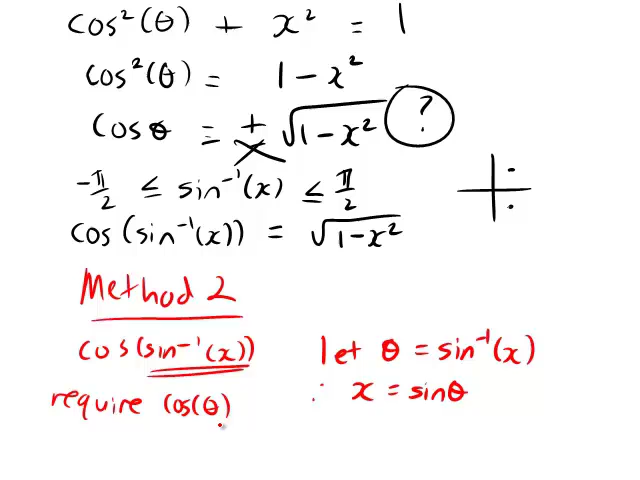 cos²(θ) + x² = 1
cos²(θ) = 1 - x²
cos θ = ± √(1 - x²) ?
-π/2 ≤ sin⁻¹(x) ≤ π/2
cos (sin⁻¹(x)) = √(1-x²)
Method 2
cos(sin⁻¹(x)) let θ = sin⁻¹(x)
require cos(θ) ∴ x = sinθ